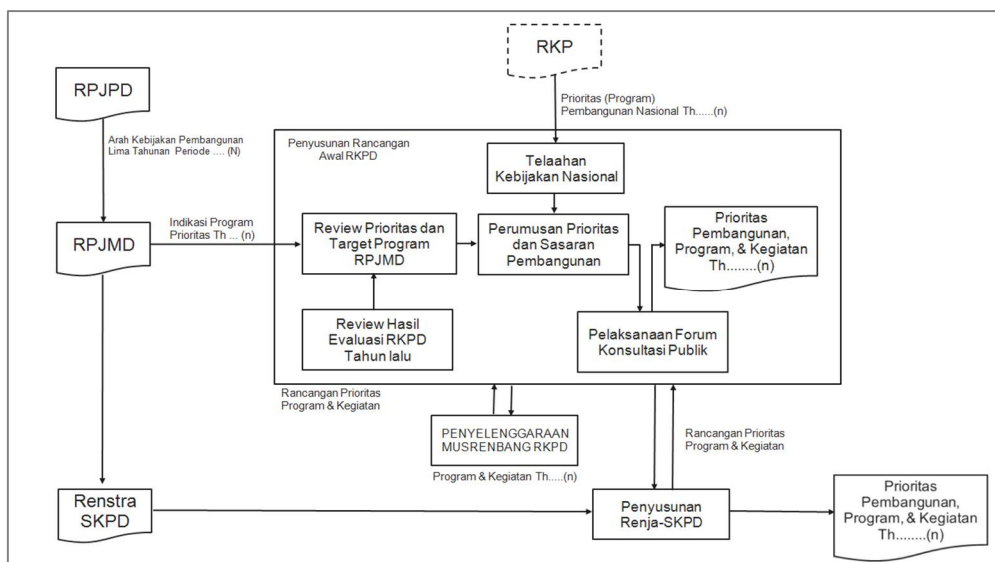 RKP
RPJPD
Prioritas (Program)
Pembangunan Nasional Th......(n)
Arah Kebijakan Pembangunan
Lima Tahunan Periode .... (N)
Penyusunan Rancangan
Awal RKPD
Telaahan
Kebijakan Nasional
RPJMD
Indikasi Program
Prioritas Th ... (n)
Review Prioritas dan
Target Program
RPJMD
Perumusan Prioritas
dan Sasaran
Pembangunan
Prioritas
Pembangunan,
Program, & Kegiatan
Th........(n)
Review Hasil
Evaluasi RKPD
Tahun lalu
Pelaksanaan Forum
Konsultasi Publik
Rancangan Prioritas
Program & Kegiatan
PENYELENGGARAAN
MUSRENBANG RKPD
Program & Kegiatan Th.....(n)
Rancangan Prioritas
Program & Kegiatan
Renstra
SKPD
Penyusunan
Renja-SKPD
Prioritas
Pembangunan,
Program, & Kegiatan
Th........(n)